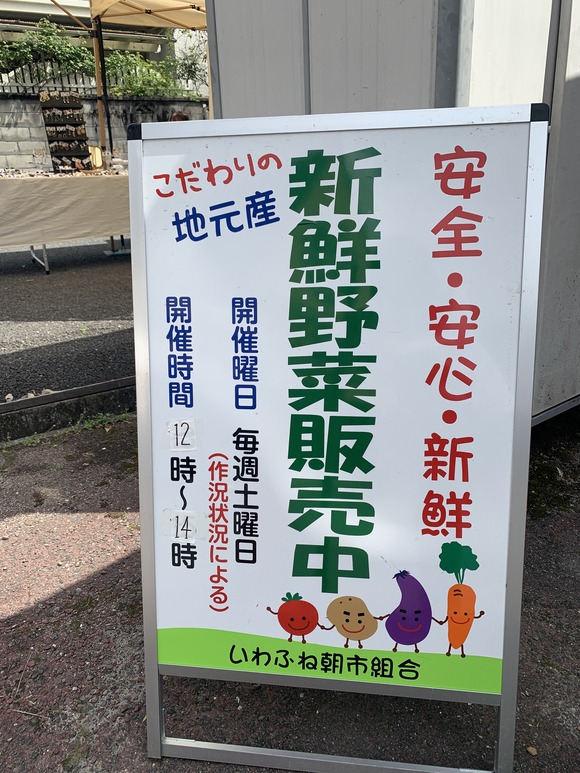 安全・安心・新鮮
新鮮野菜販売中
こだわりの
地元産
開催曜日 毎週土曜日
(作況状況による)
開催時間 12時~14時
いわふね朝市組合